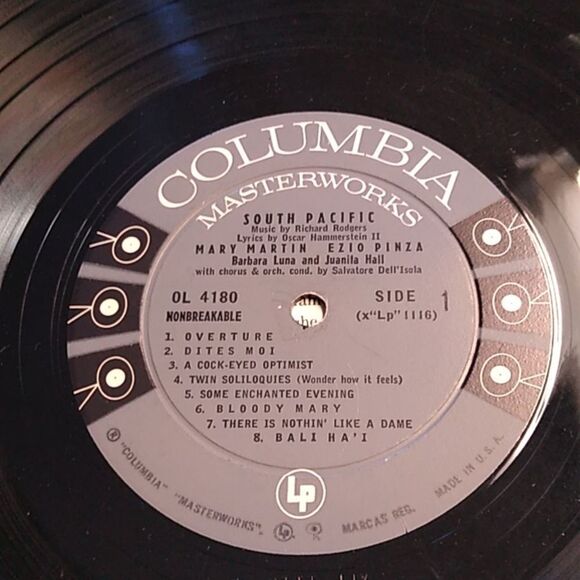 COLUMBIA
MASTERWORKS
SOUTH PACIFIC
Music by Richard Rodgers
Lyrics by Oscar Hammerstein II
MARY MARTIN EZIO PINZA
Barbara Luna and Juanita Hall
with chorus & orch. cond. by Salvatore Dell'Isola
OL 4180
NONBREAKABLE
SIDE 1
(x"Lp" 1116)
1. OVERTURE
2. DITES MOI
3. A COCK-EYED OPTIMIST
4. TWIN SOLILOQUIES (Wonder how it feels)
5. SOME ENCHANTED EVENING
6. BLOODY MARY
7. THERE IS NOTHIN' LIKE A DAME
8. BALI HA'I
Lp
® "COLUMBIA" "MASTERWORKS", Lp. MARCAS REG. MADE IN U.S.A.